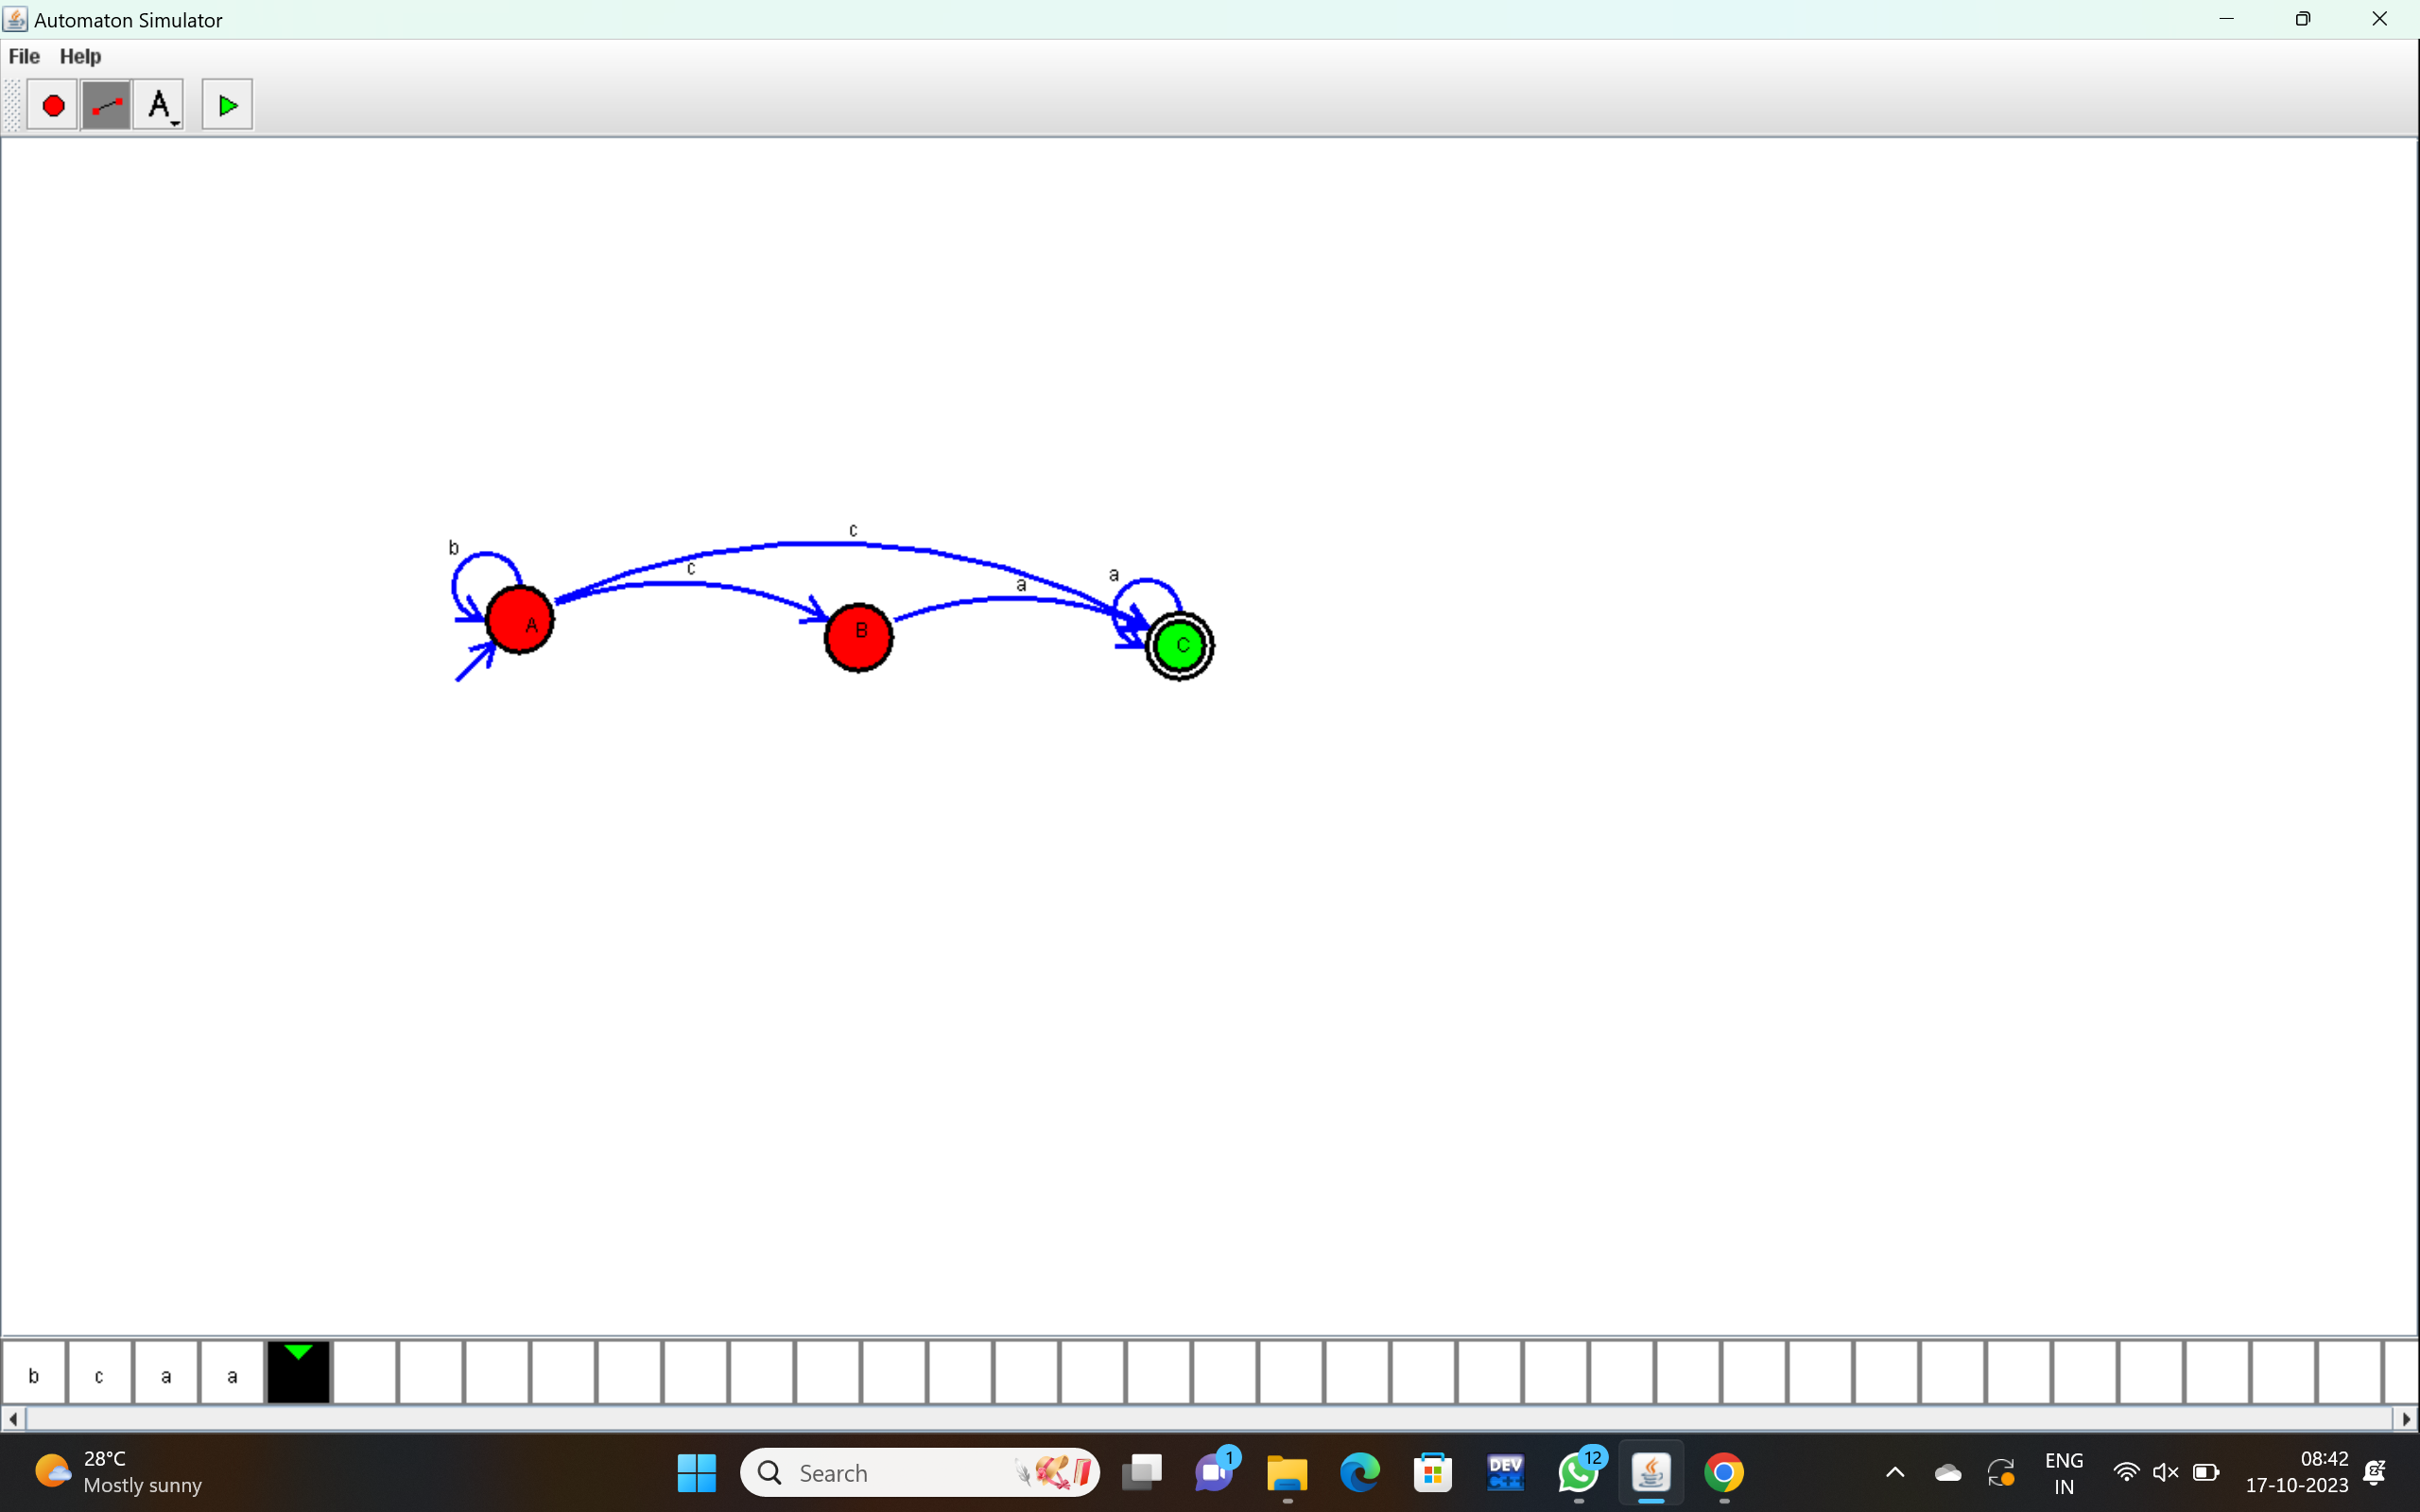 Automaton Simulator
File Help
A
c
b
c
a
a
A
B
C
b c a a
28°C
Mostly sunny
Search
1
DEV
C++
12
ENG
IN
08:42
17-10-2023